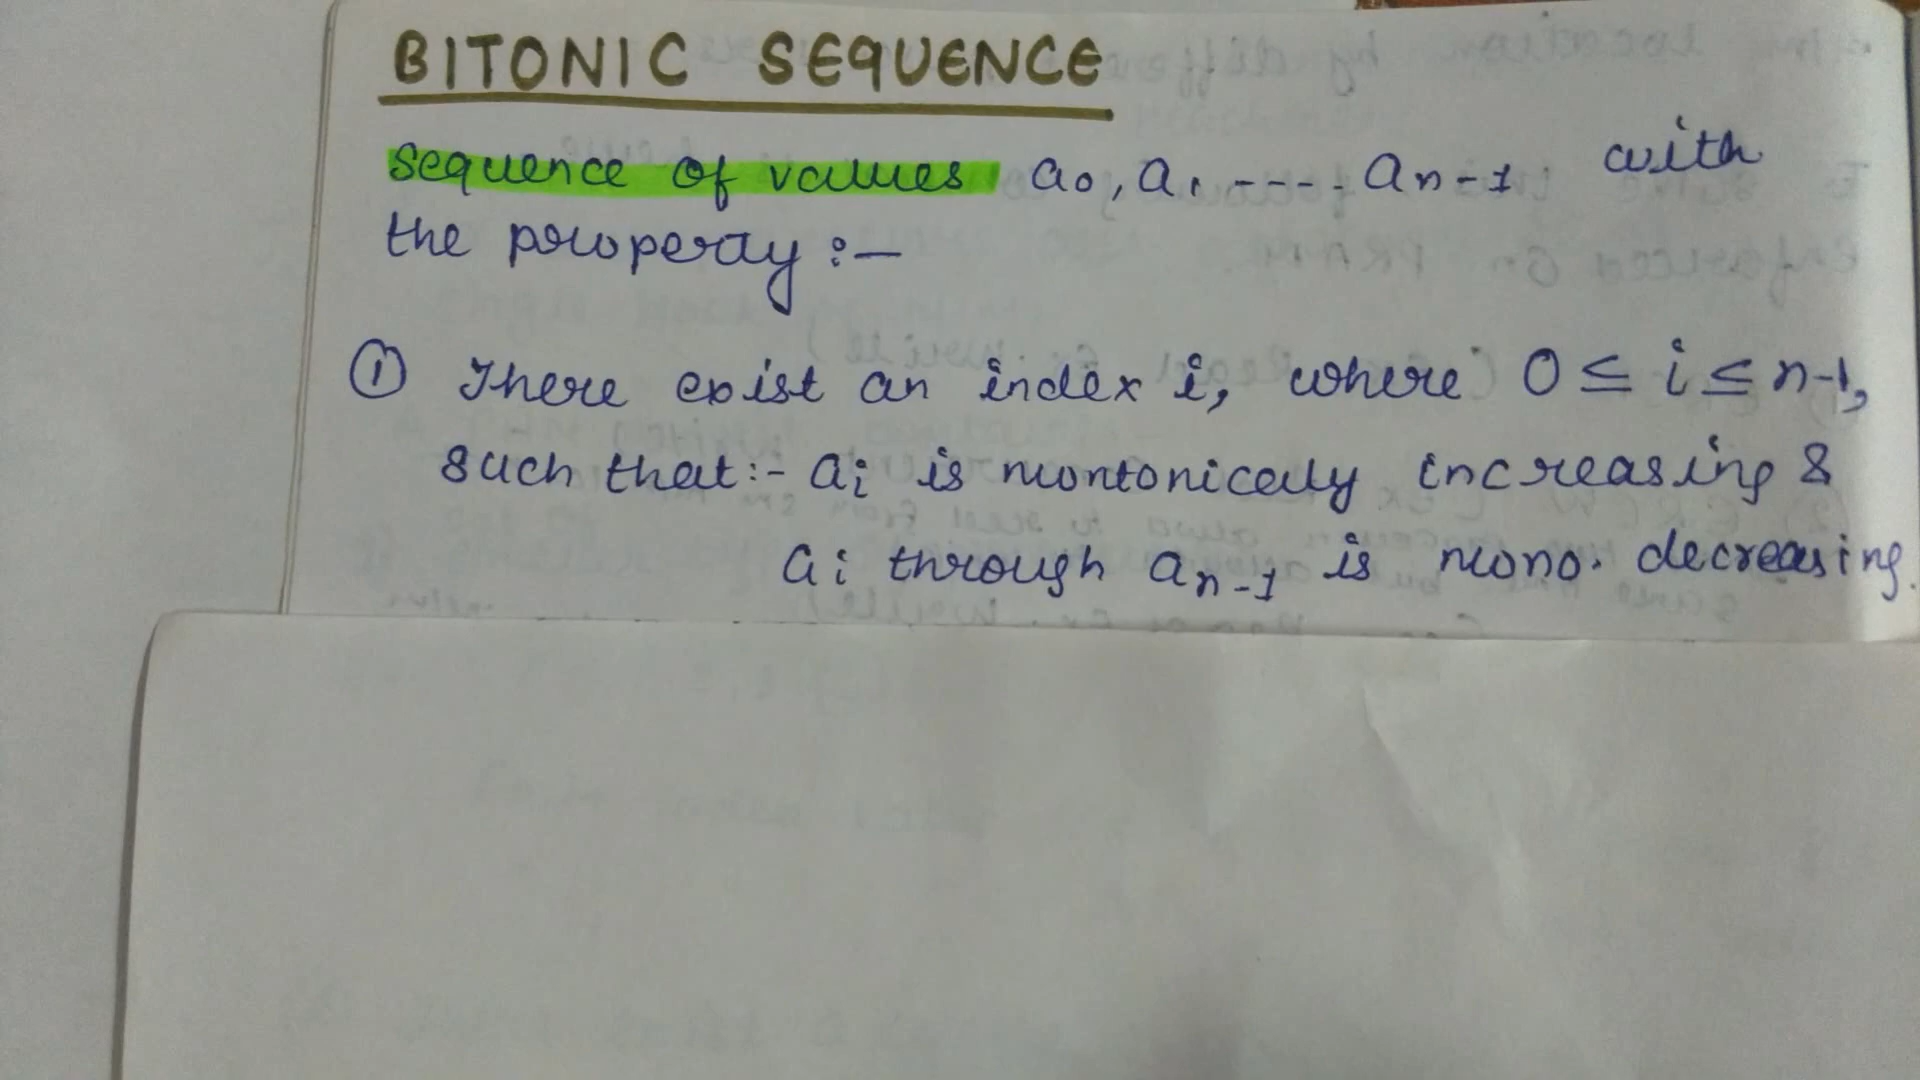 BITONIC SEQUENCE
Sequence of values a₀, a₁ ----. aₙ₋₁ with
the property :—
① There exist an index i, where 0 ≤ i ≤ n-1,
such that:- aᵢ is montonically increasing &
aᵢ through aₙ₋₁ is mono. decreasing.